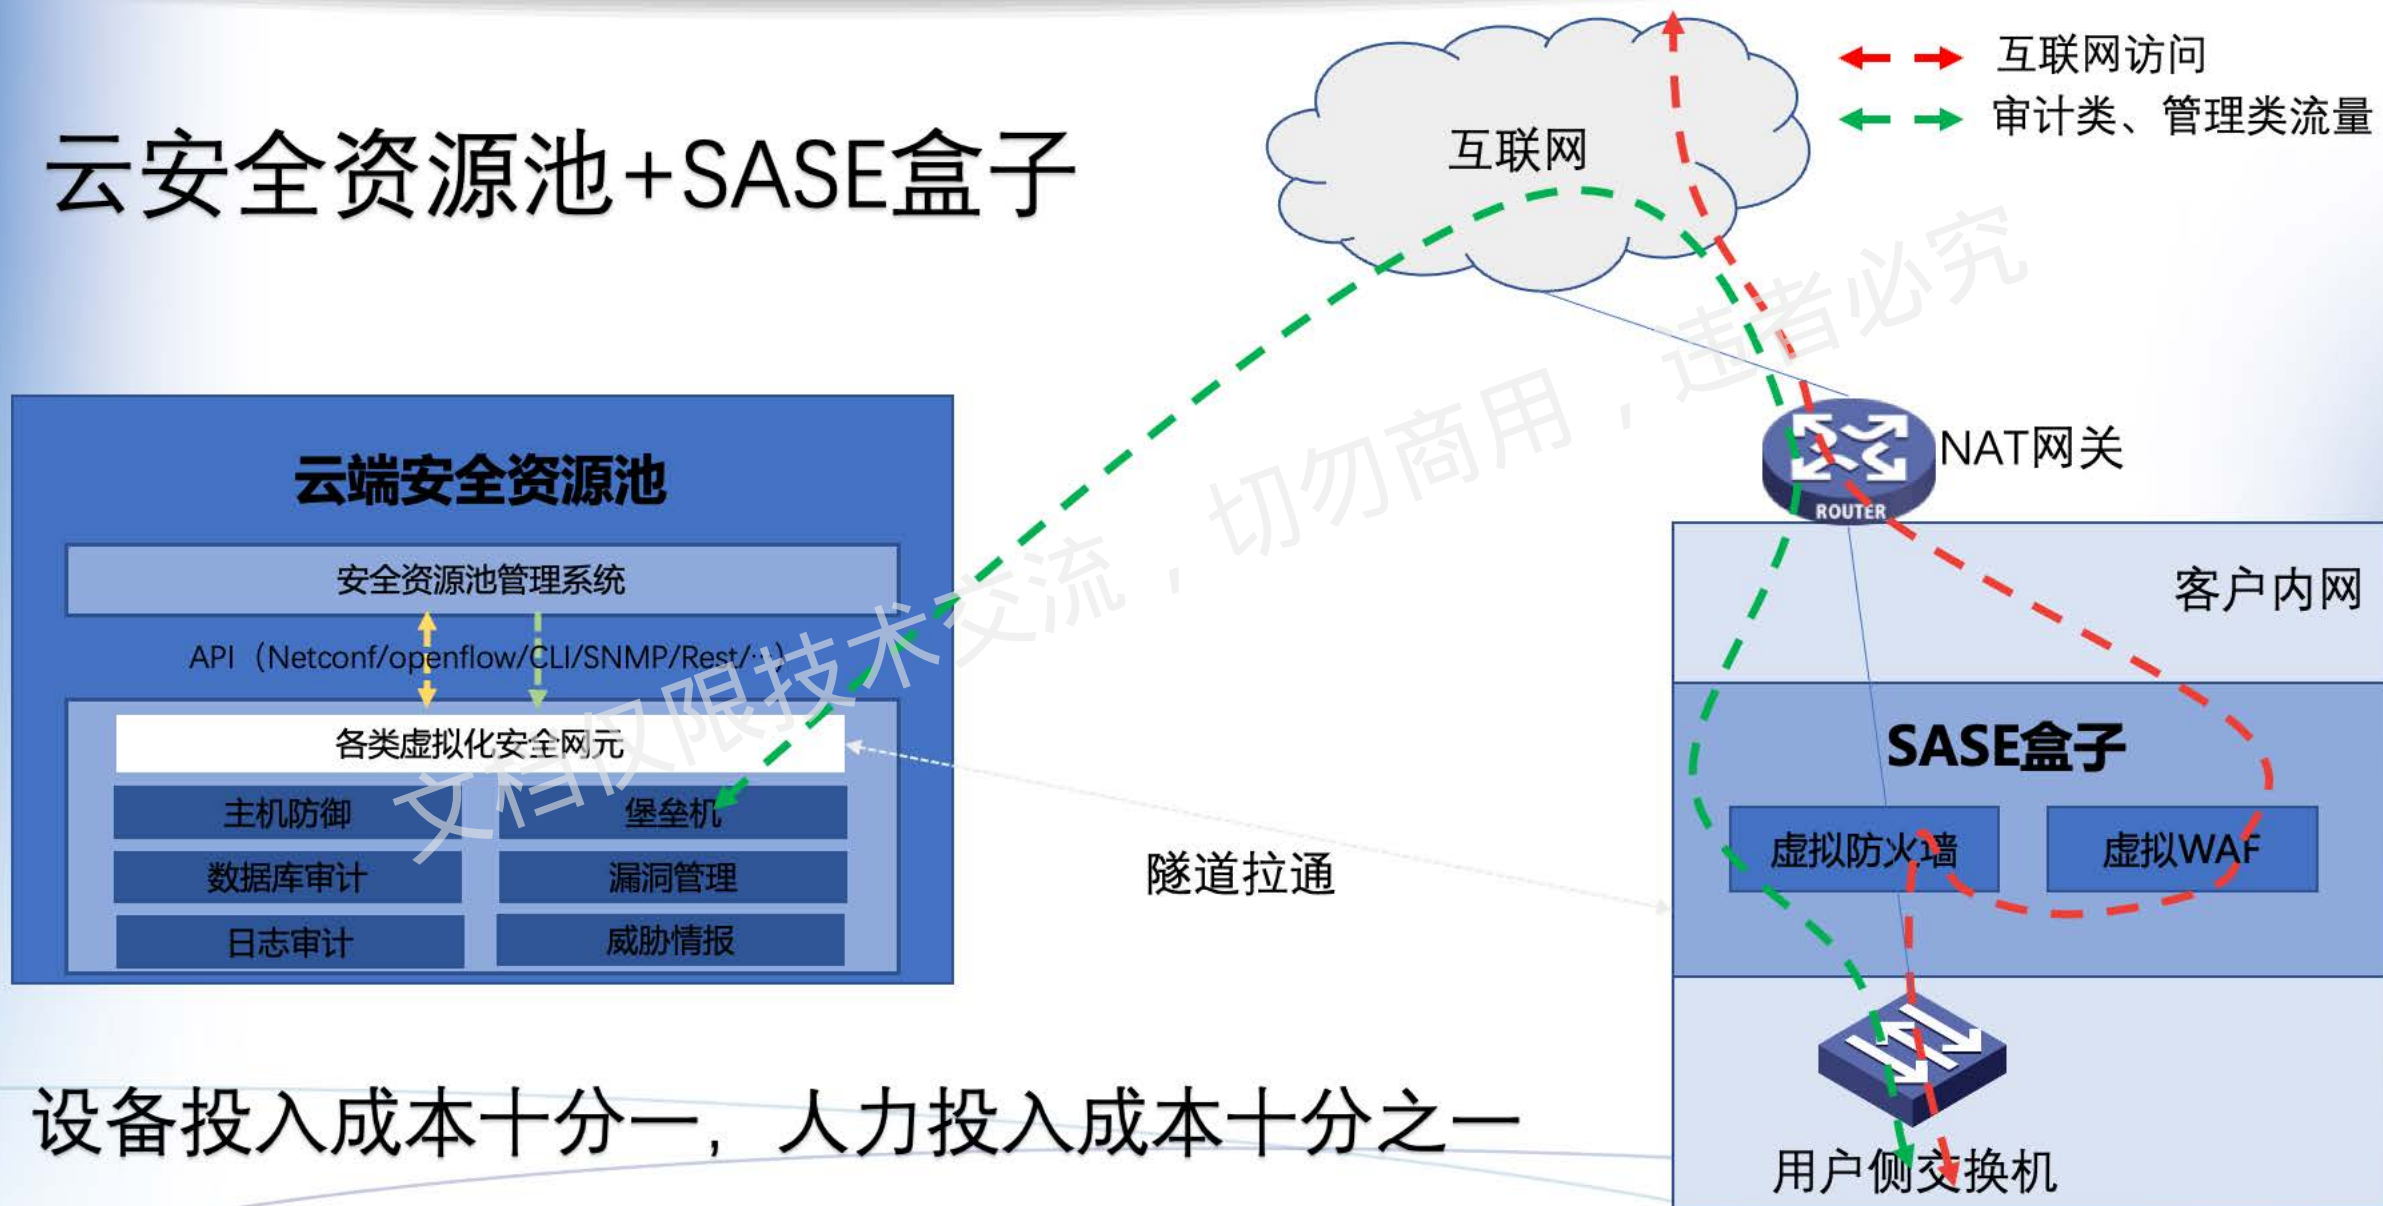 互联网访问
审计类、管理类流量
云安全资源池+SASE盒子
互联网
NAT网关
ROUTER
客户内网
云端安全资源池
安全资源池管理系统
API（Netconf/openflow/CLI/SNMP/Rest/…）
各类虚拟化安全网元
主机防御
堡垒机
数据库审计
漏洞管理
日志审计
威胁情报
隧道拉通
SASE盒子
虚拟防火墙
虚拟WAF
用户侧交换机
设备投入成本十分一，人力投入成本十分之一
文档仅限技术交流，切勿商用，违者必究